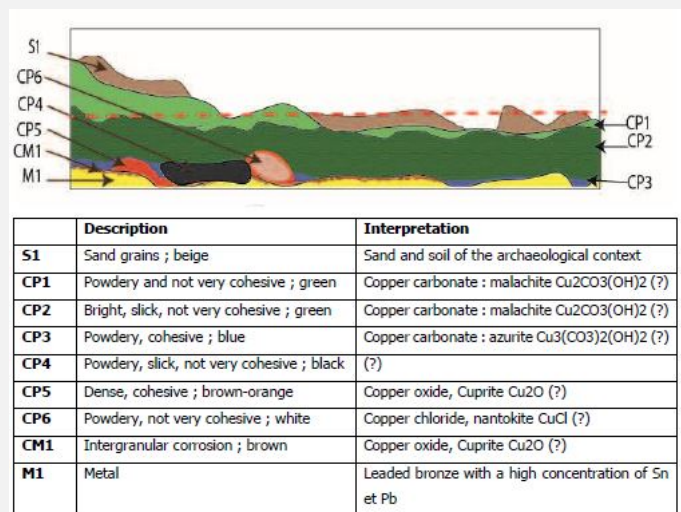 S1
CP6
CP4
CP5
CM1
M1
CP1
CP2
CP3
Description Interpretation
S1 Sand grains ; beige Sand and soil of the archaeological context
CP1 Powdery and not very cohesive ; green Copper carbonate : malachite Cu2CO3(OH)2 (?)
CP2 Bright, slick, not very cohesive ; green Copper carbonate : malachite Cu2CO3(OH)2 (?)
CP3 Powdery, cohesive ; blue Copper carbonate : azurite Cu3(CO3)2(OH)2 (?)
CP4 Powdery, slick, not very cohesive ; black (?)
CP5 Dense, cohesive ; brown-orange Copper oxide, Cuprite Cu2O (?)
CP6 Powdery, not very cohesive ; white Copper chloride, nantokite CuCl (?)
CM1 Intergranular corrosion ; brown Copper oxide, Cuprite Cu2O (?)
M1 Metal Leaded bronze with a high concentration of Sn
et Pb